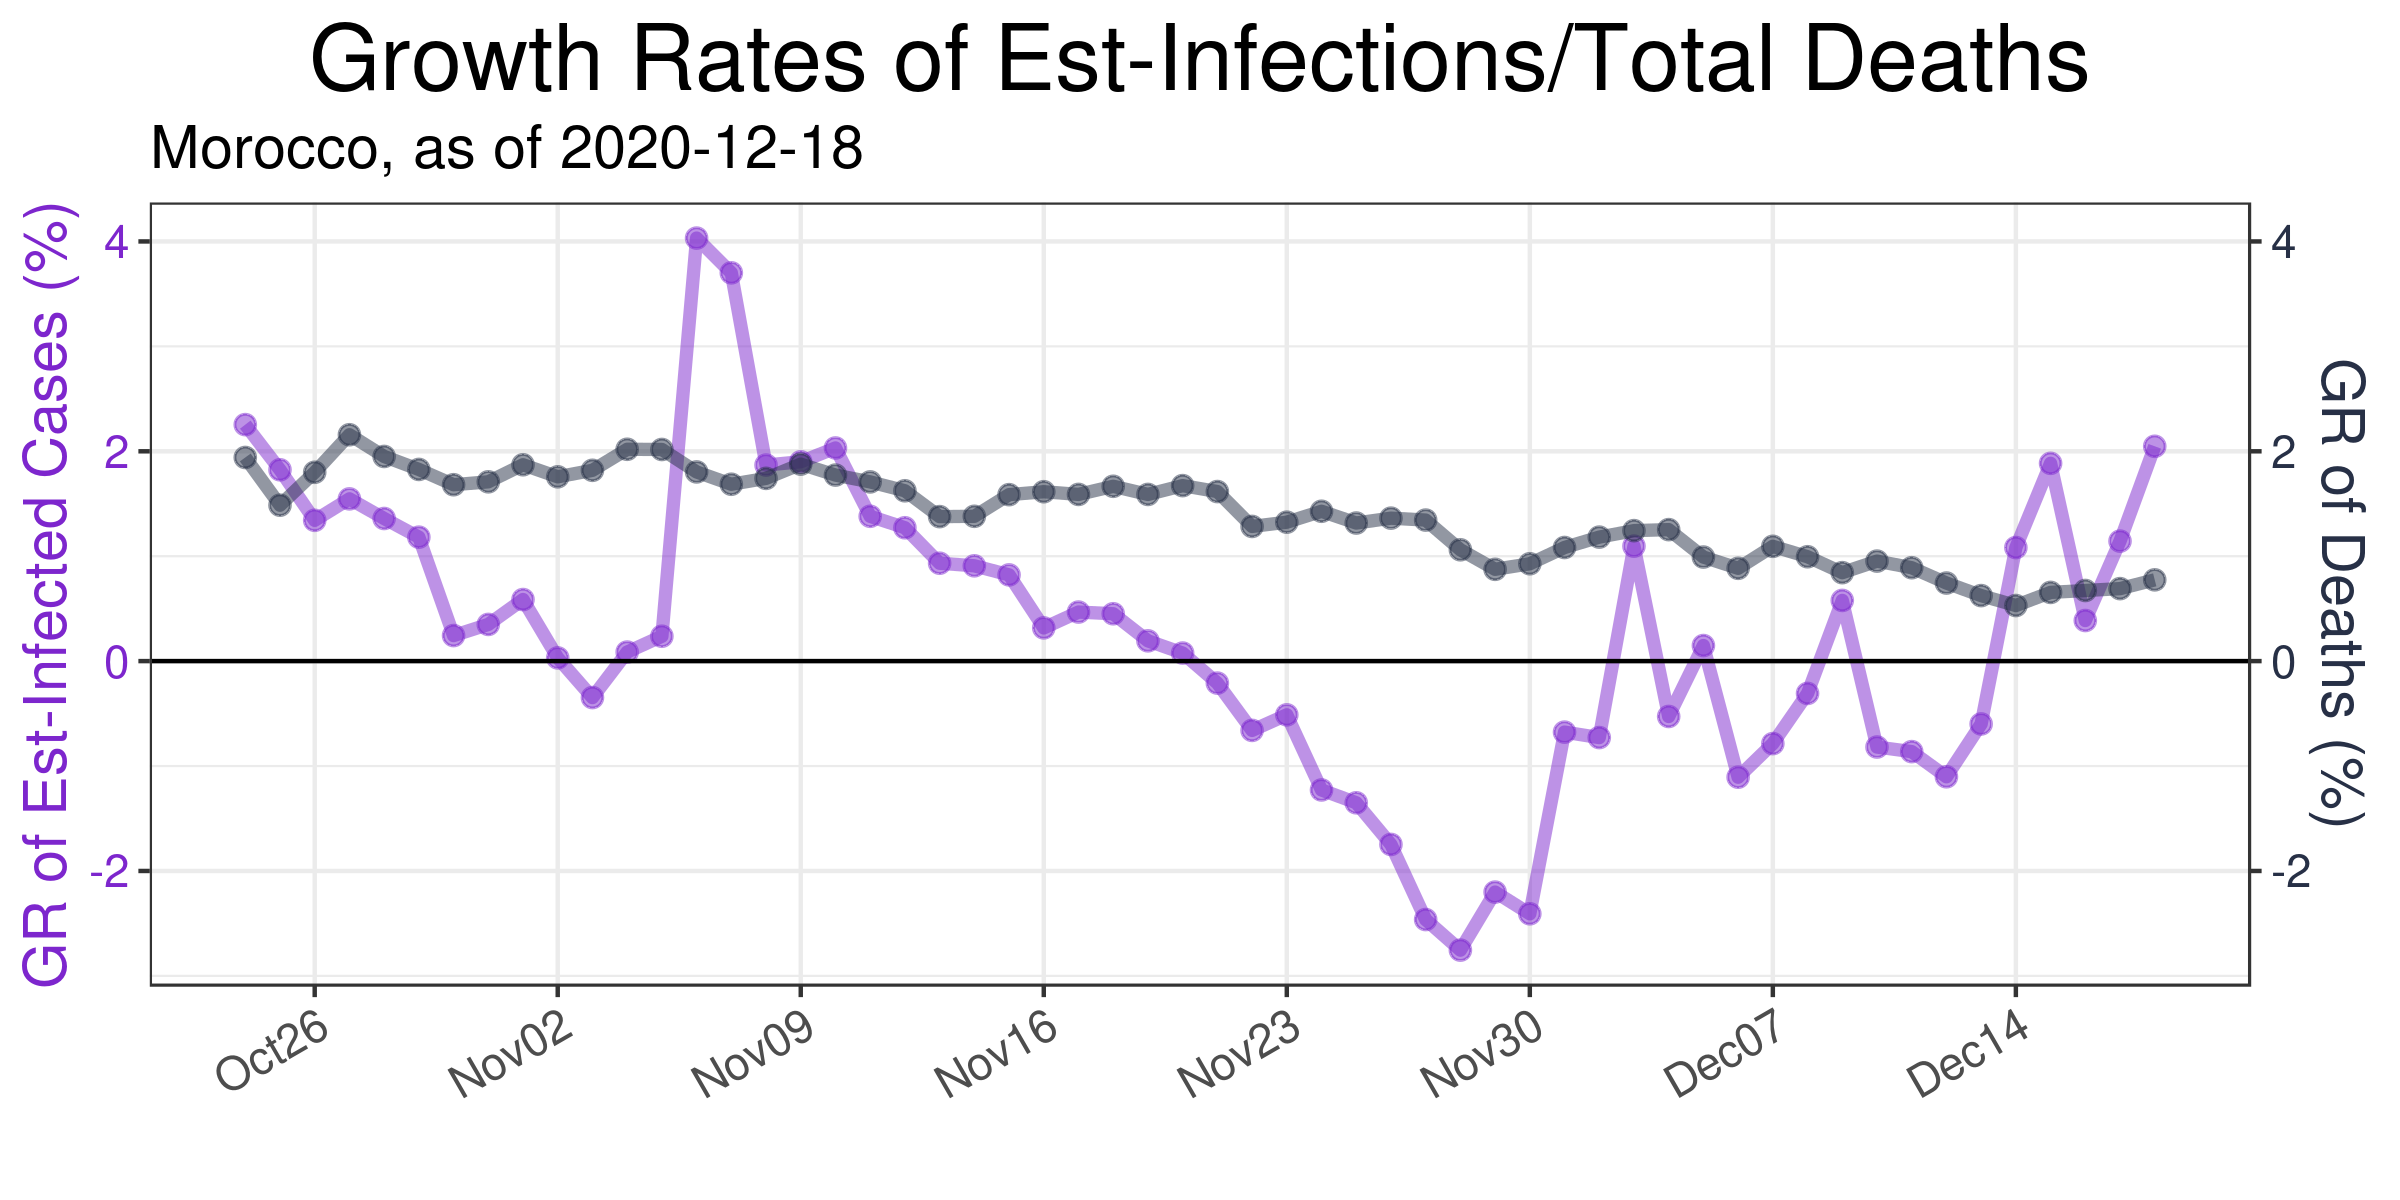 Growth Rates of Est-Infections/Total Deaths
Morocco, as of 2020-12-18
GR of Est-Infected Cases (%)
4
2
0
-2
4
2
0
-2
GR of Deaths (%)
Oct26
Nov02
Nov09
Nov16
Nov23
Nov30
Dec07
Dec14